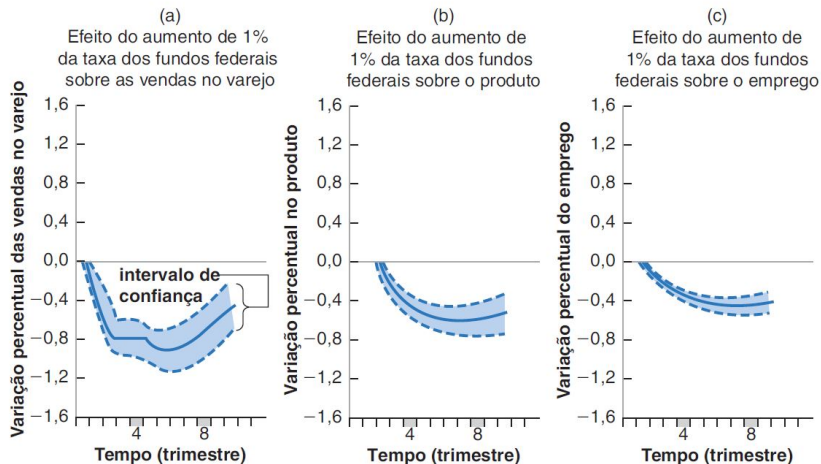 (a)
Efeito do aumento de 1%
da taxa dos fundos federais
sobre as vendas no varejo
Variação percentual das vendas no varejo
1,6
1,2
0,8
0,4
0,0
−0,4
−0,8
−1,2
−1,6
intervalo de
confiança
4
8
Tempo (trimestre)
(b)
Efeito do aumento de
1% da taxa dos fundos
federais sobre o produto
Variação percentual no produto
1,6
1,2
0,8
0,4
0,0
−0,4
−0,8
−1,2
−1,6
4
8
Tempo (trimestre)
(c)
Efeito do aumento de
1% da taxa dos fundos
federais sobre o emprego
Variação percentual do emprego
1,6
1,2
0,8
0,4
0,0
−0,4
−0,8
−1,2
−1,6
4
8
Tempo (trimestre)